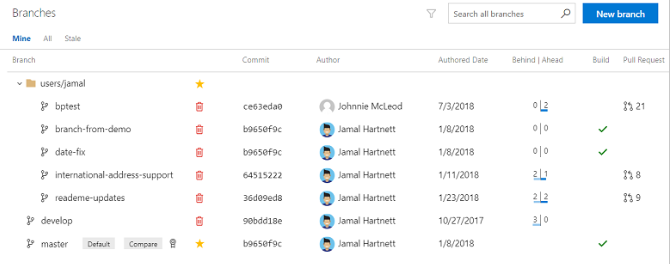 Branches
Search all branches
New branch
Mine All Stale
Branch Commit Author Authored Date Behind | Ahead Build Pull Request
users/jamal
bptest ce63eda0 Johnnie McLeod 7/3/2018 0 2 21
branch-from-demo b9650f9c Jamal Hartnett 1/8/2018 0 0
date-fix b9650f9c Jamal Hartnett 1/8/2018 0 0
international-address-support 64515222 Jamal Hartnett 1/11/2018 2 1 8
reademe-updates 36d09ed8 Jamal Hartnett 1/23/2018 2 2 9
develop 90bdd18e Jamal Hartnett 10/27/2017 3 0
master Default Compare b9650f9c Jamal Hartnett 1/8/2018